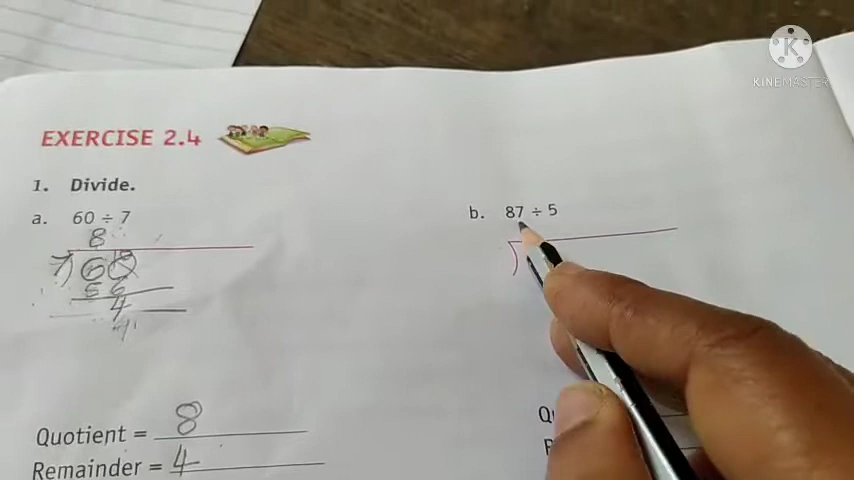 KINEMASTER
EXERCISE 2.4
1. Divide.
a. 60 ÷ 7
8
7) 60
56
4
Quotient = 8
Remainder = 4
b. 87 ÷ 5